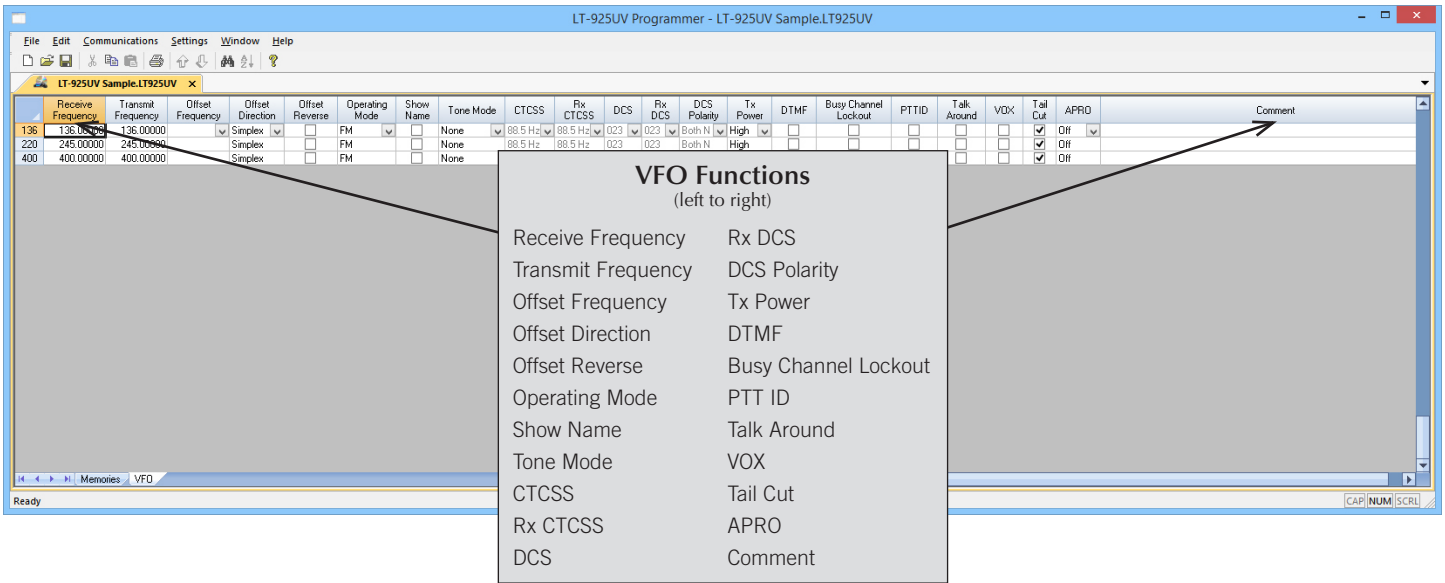 LT-925UV Programmer - LT-925UV Sample.LT925UV
File Edit Communications Settings Window Help
LT-925UV Sample.LT925UV
Receive Frequency Transmit Frequency Offset Frequency Offset Direction Offset Reverse Operating Mode Show Name Tone Mode CTCSS Rx CTCSS DCS Rx DCS DCS Polarity Tx Power DTMF Busy Channel Lockout PTTID Talk Around VOX Tail Cut APRO Comment
136 136.00000 136.00000 Simplex FM None 88.5 Hz 88.5 Hz 023 023 Both N High Off
220 245.00000 245.00000 Simplex FM None 88.5 Hz 88.5 Hz 023 023 Both N High Off
400 400.00000 400.00000 Simplex FM None Off
VFO Functions
(left to right)
Receive Frequency
Transmit Frequency
Offset Frequency
Offset Direction
Offset Reverse
Operating Mode
Show Name
Tone Mode
CTCSS
Rx CTCSS
DCS
Rx DCS
DCS Polarity
Tx Power
DTMF
Busy Channel Lockout
PTT ID
Talk Around
VOX
Tail Cut
APRO
Comment
Memories VFO
Ready CAP NUM SCRL